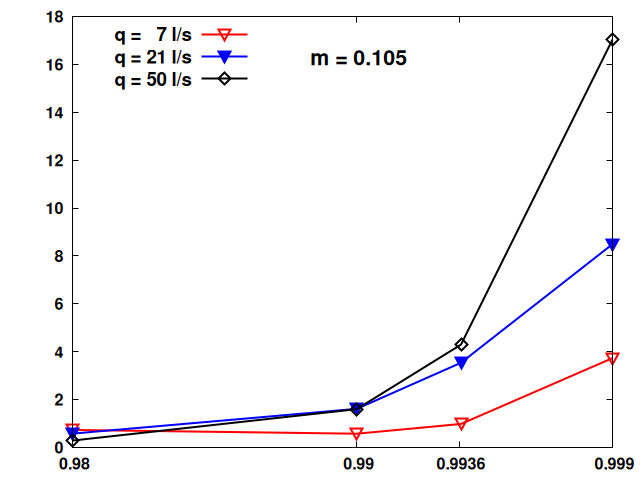 18
16
14
12
10
8
6
4
2
0
q = 7 l/s
q = 21 l/s
q = 50 l/s
m = 0.105
0.98 0.99 0.9936 0.999